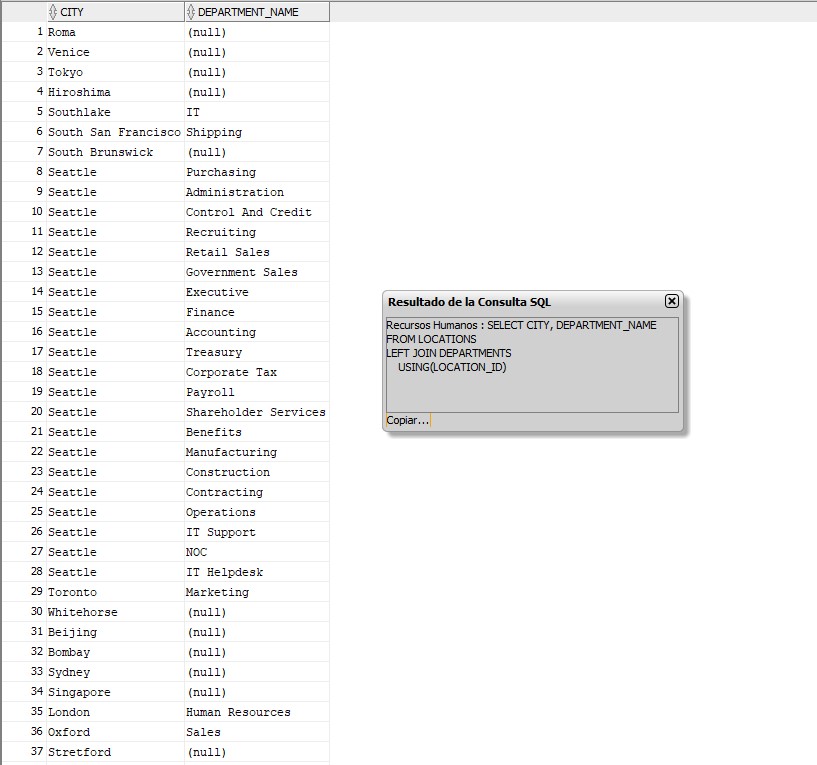 CITY DEPARTMENT_NAME
1 Roma (null)
2 Venice (null)
3 Tokyo (null)
4 Hiroshima (null)
5 Southlake IT
6 South San Francisco Shipping
7 South Brunswick (null)
8 Seattle Purchasing
9 Seattle Administration
10 Seattle Control And Credit
11 Seattle Recruiting
12 Seattle Retail Sales
13 Seattle Government Sales
14 Seattle Executive
15 Seattle Finance
16 Seattle Accounting
17 Seattle Treasury
18 Seattle Corporate Tax
19 Seattle Payroll
20 Seattle Shareholder Services
21 Seattle Benefits
22 Seattle Manufacturing
23 Seattle Construction
24 Seattle Contracting
25 Seattle Operations
26 Seattle IT Support
27 Seattle NOC
28 Seattle IT Helpdesk
29 Toronto Marketing
30 Whitehorse (null)
31 Beijing (null)
32 Bombay (null)
33 Sydney (null)
34 Singapore (null)
35 London Human Resources
36 Oxford Sales
37 Stretford (null)
Resultado de la Consulta SQL
Recursos Humanos : SELECT CITY, DEPARTMENT_NAME
FROM LOCATIONS
LEFT JOIN DEPARTMENTS
USING(LOCATION_ID)
Copiar...